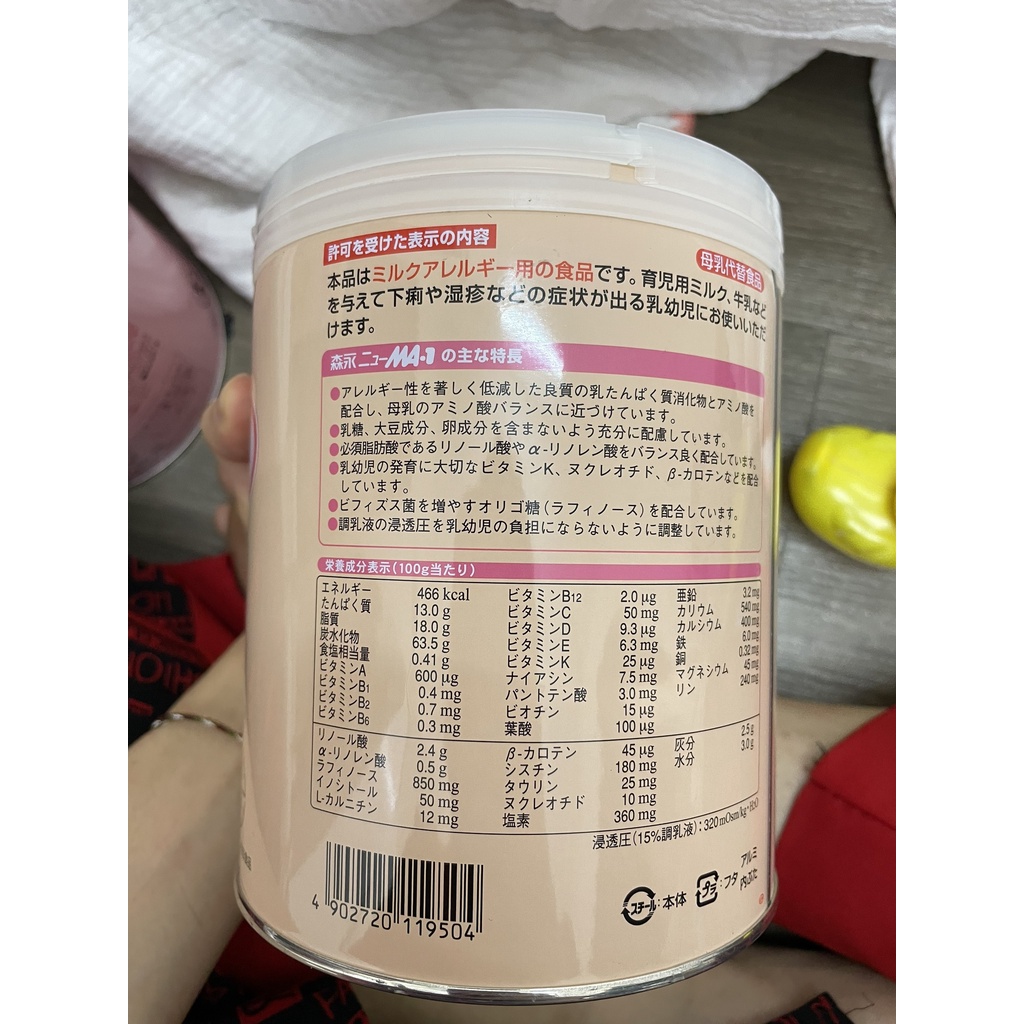 許可を受けた表示の内容
母乳代替食品
本品はミルクアレルギー用の食品です。育児用ミルク、牛乳など
を与えて下痢や湿疹などの症状が出る乳幼児にお使いいただ
けます。
森永 ニューMA-1 の主な特長
●アレルギー性を著しく低減した良質の乳たんぱく質消化物とアミノ酸を
配合し、母乳のアミノ酸バランスに近づけています。
●乳糖、大豆成分、卵成分を含まないよう充分に配慮しています。
●必須脂肪酸であるリノール酸やα-リノレン酸をバランス良く配合しています。
●乳幼児の発育に大切なビタミンK、ヌクレオチド、β-カロテンなどを配合
しています。
●ビフィズス菌を増やすオリゴ糖（ラフィノース）を配合しています。
●調乳液の浸透圧を乳幼児の負担にならないように調整しています。
栄養成分表示（100g当たり）
エネルギー 466 kcal
たんぱく質 13.0 g
脂質 18.0 g
炭水化物 63.5 g
食塩相当量 0.41 g
ビタミンA 600 μg
ビタミンB1 0.4 mg
ビタミンB2 0.7 mg
ビタミンB6 0.3 mg
ビタミンB12 2.0 μg
ビタミンC 50 mg
ビタミンD 9.3 μg
ビタミンE 6.3 mg
ビタミンK 25 μg
ナイアシン 7.5 mg
パントテン酸 3.0 mg
ビオチン 15 μg
葉酸 100 μg
亜鉛 3.2 mg
カリウム 540 mg
カルシウム 400 mg
鉄 6.0 mg
銅 0.32 mg
マグネシウム 45 mg
リン 240 mg
リノール酸 2.4 g
α-リノレン酸 0.5 g
ラフィノース 850 mg
イノシトール 50 mg
L-カルニチン 12 mg
β-カロテン 45 μg
シスチン 180 mg
タウリン 25 mg
ヌクレオチド 10 mg
塩素 360 mg
灰分 2.5 g
水分 3.0 g
浸透圧（15%調乳液）：320 mOsm/kg・H2O
4 902720 119504
スチール：本体
プラ：フタ
アルミ
内ぶた